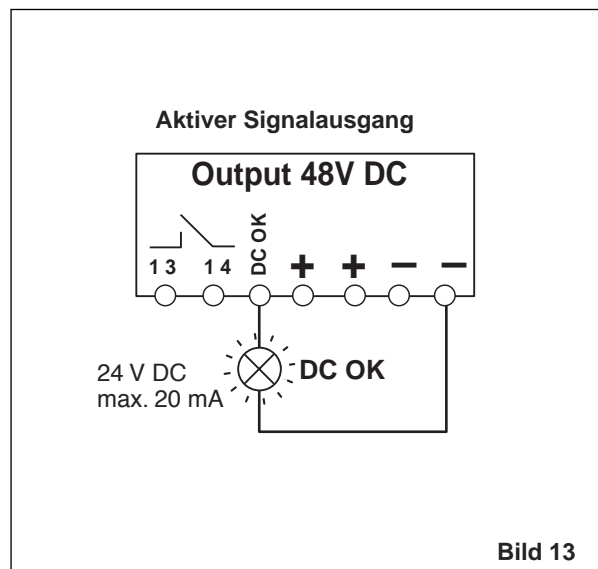 Aktiver Signalausgang
Output 48V DC
DC OK
13 14 + + – –
24 V DC
max. 20 mA
DC OK
Bild 13